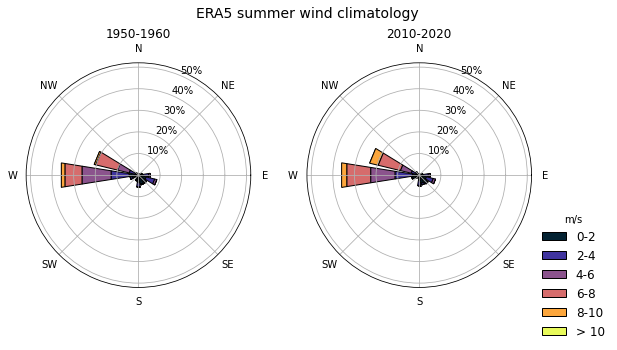 ERA5 summer wind climatology
1950-1960
N
NE
E
SE
S
SW
W
NW
10%
20%
30%
40%
50%
2010-2020
N
NE
E
SE
S
SW
W
NW
10%
20%
30%
40%
50%
m/s
0-2
2-4
4-6
6-8
8-10
> 10